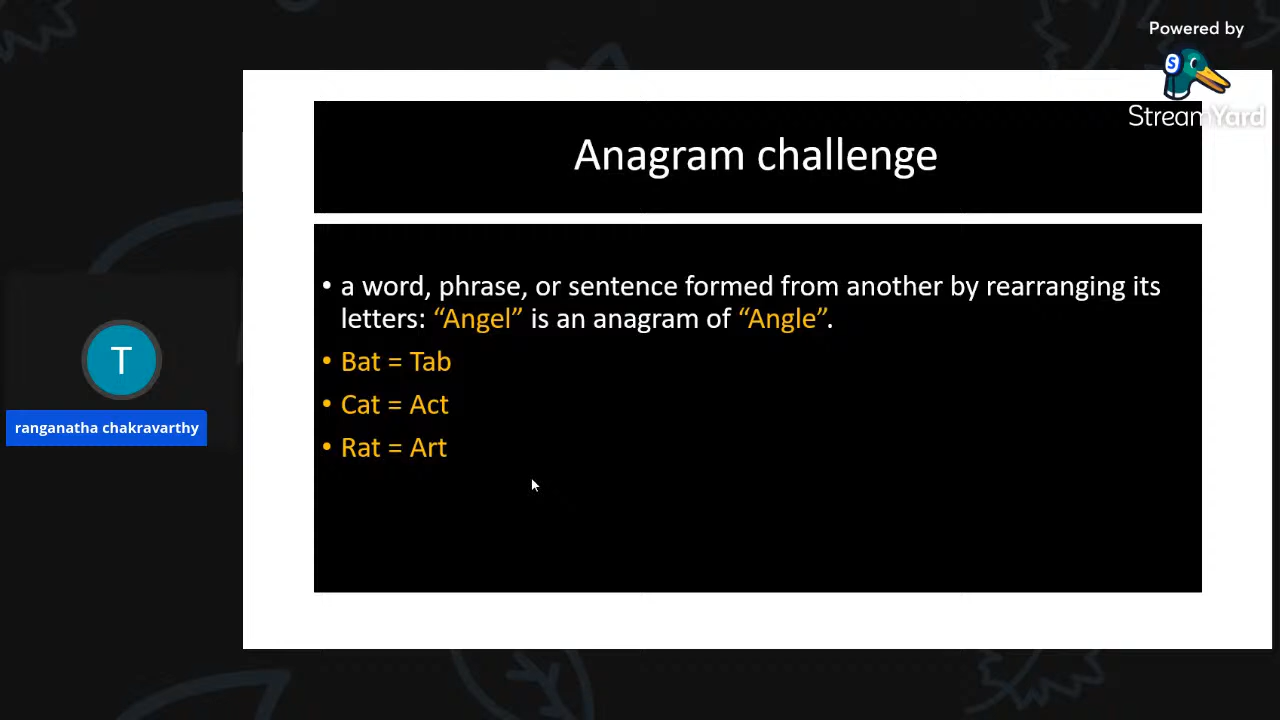 Powered by
S
StreamYard
Anagram challenge
• a word, phrase, or sentence formed from another by rearranging its
letters: “Angel” is an anagram of “Angle”.
• Bat = Tab
• Cat = Act
• Rat = Art
T
ranganatha chakravarthy